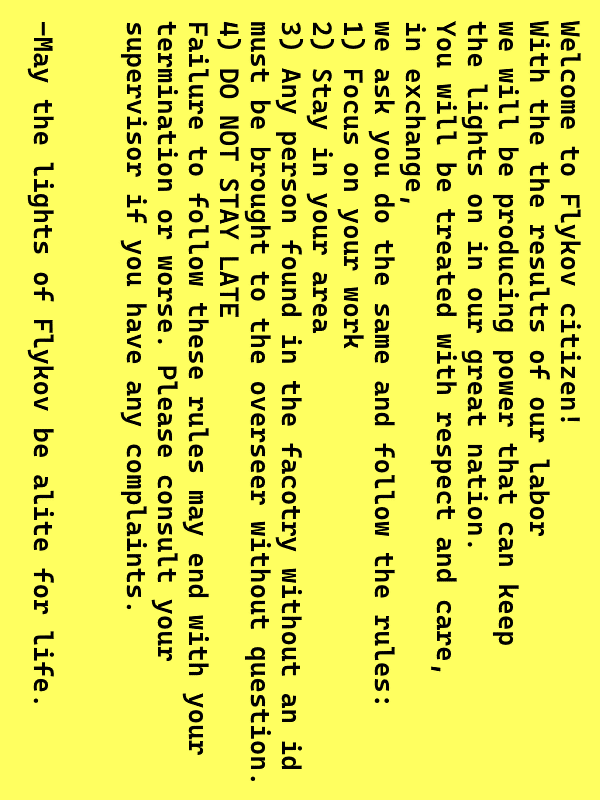 Welcome to Flykov citizen!
With the the results of our labor
we will be producing power that can keep
the lights on in our great nation.
You will be treated with respect and care,
in exchange,
we ask you do the same and follow the rules:
1) Focus on your work
2) Stay in your area
3) Any person found in the facotry without an id
must be brought to the overseer without question.
4) DO NOT STAY LATE
Failure to follow these rules may end with your
termination or worse. Please consult your
supervisor if you have any complaints.
-May the lights of Flykov be alite for life.